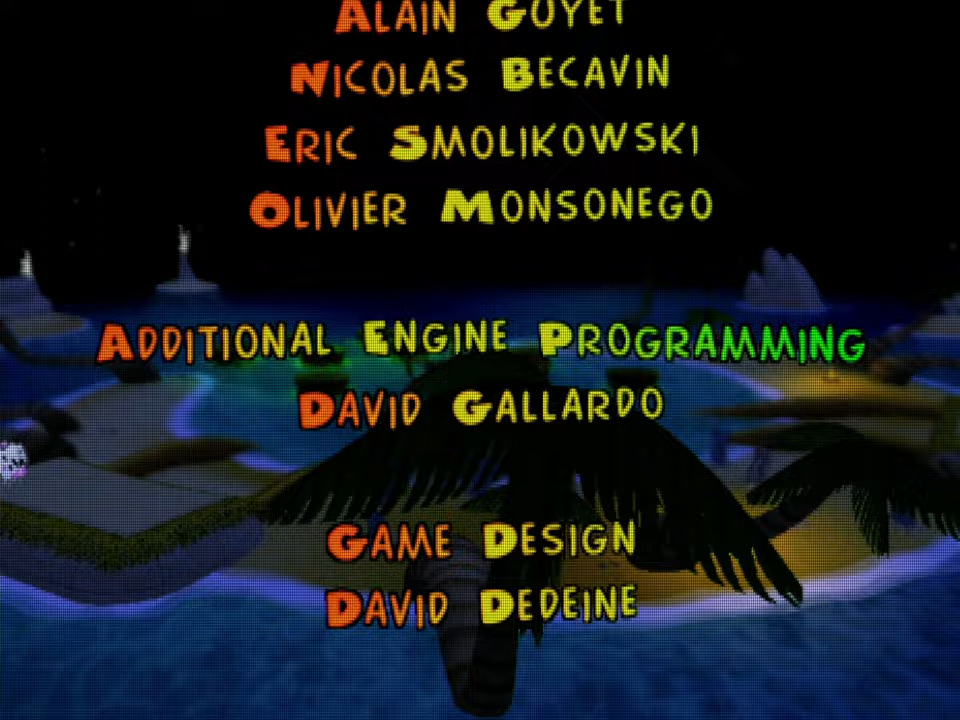 Alain Goyet
Nicolas Becavin
Eric Smolikowski
Olivier Monsonego
Additional Engine Programming
David Gallardo
Game Design
David Dedeine